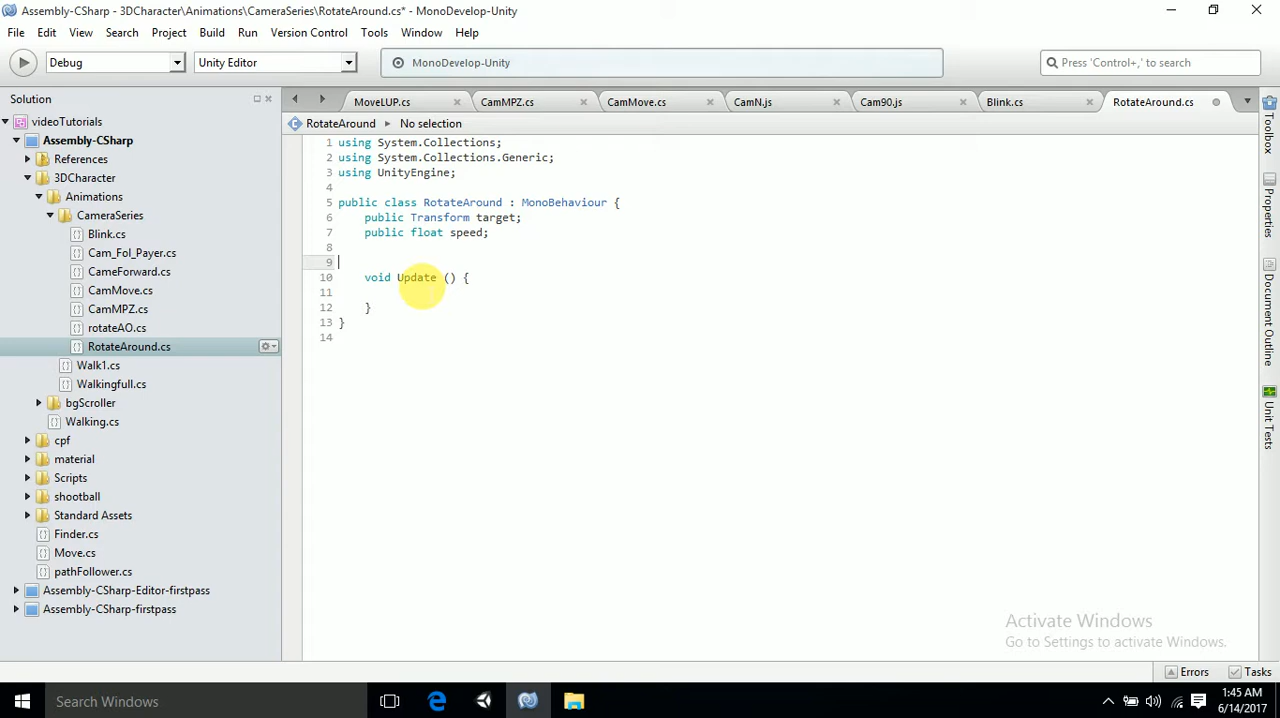 Assembly-CSharp - 3DCharacter\Animations\CameraSeries\RotateAround.cs* - MonoDevelop-Unity
File Edit View Search Project Build Run Version Control Tools Window Help
Debug Unity Editor MonoDevelop-Unity Press 'Control+,' to search
Solution
MoveLUP.cs CamMPZ.cs CamMove.cs CamN.js Cam90.js Blink.cs RotateAround.cs
RotateAround No selection
videoTutorials
Assembly-CSharp
References
3DCharacter
Animations
CameraSeries
Blink.cs
Cam_Fol_Payer.cs
CameForward.cs
CamMove.cs
CamMPZ.cs
rotateAO.cs
RotateAround.cs
Walk1.cs
Walkingfull.cs
bgScroller
Walking.cs
cpf
material
Scripts
shootball
Standard Assets
Finder.cs
Move.cs
pathFollower.cs
Assembly-CSharp-Editor-firstpass
Assembly-CSharp-firstpass
1 using System.Collections;
2 using System.Collections.Generic;
3 using UnityEngine;
4
5 public class RotateAround : MonoBehaviour {
6 public Transform target;
7 public float speed;
8
9
10 void Update () {
11
12 }
13 }
14
Toolbox
Properties
Document Outline
Unit Tests
Activate Windows
Go to Settings to activate Windows.
Errors Tasks
Search Windows
1:45 AM
6/14/2017